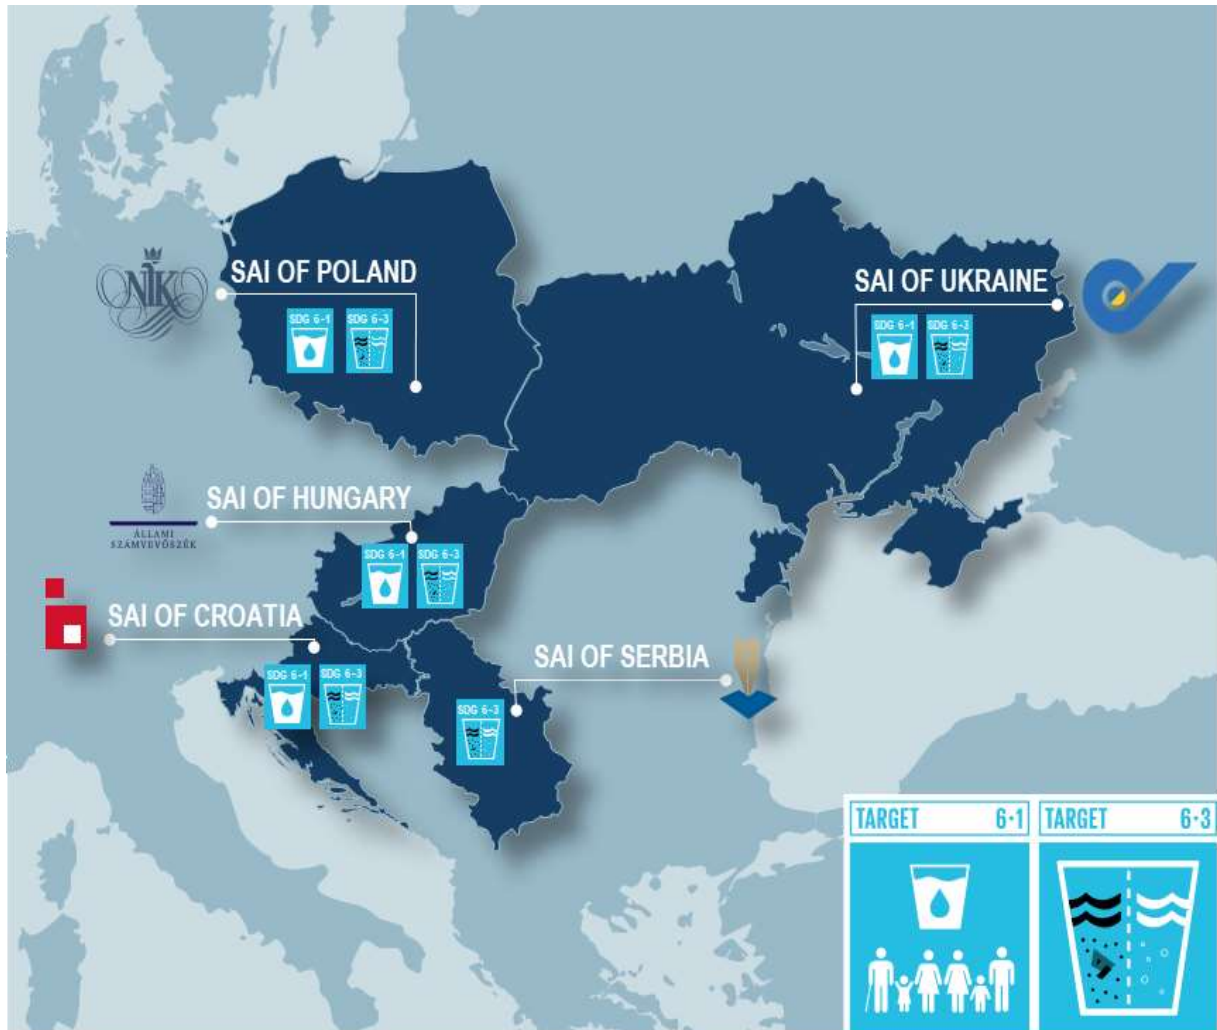 NIK
SAI OF POLAND
SDG 6-1 SDG 6-3
SAI OF UKRAINE
SDG 6-1 SDG 6-3
SAI OF HUNGARY
ÁLLAMI
SZÁMVEVŐSZÉK
SDG 6-1 SDG 6-3
SAI OF CROATIA
SDG 6-1 SDG 6-3
SAI OF SERBIA
SDG 6-3
TARGET 6·1
TARGET 6·3